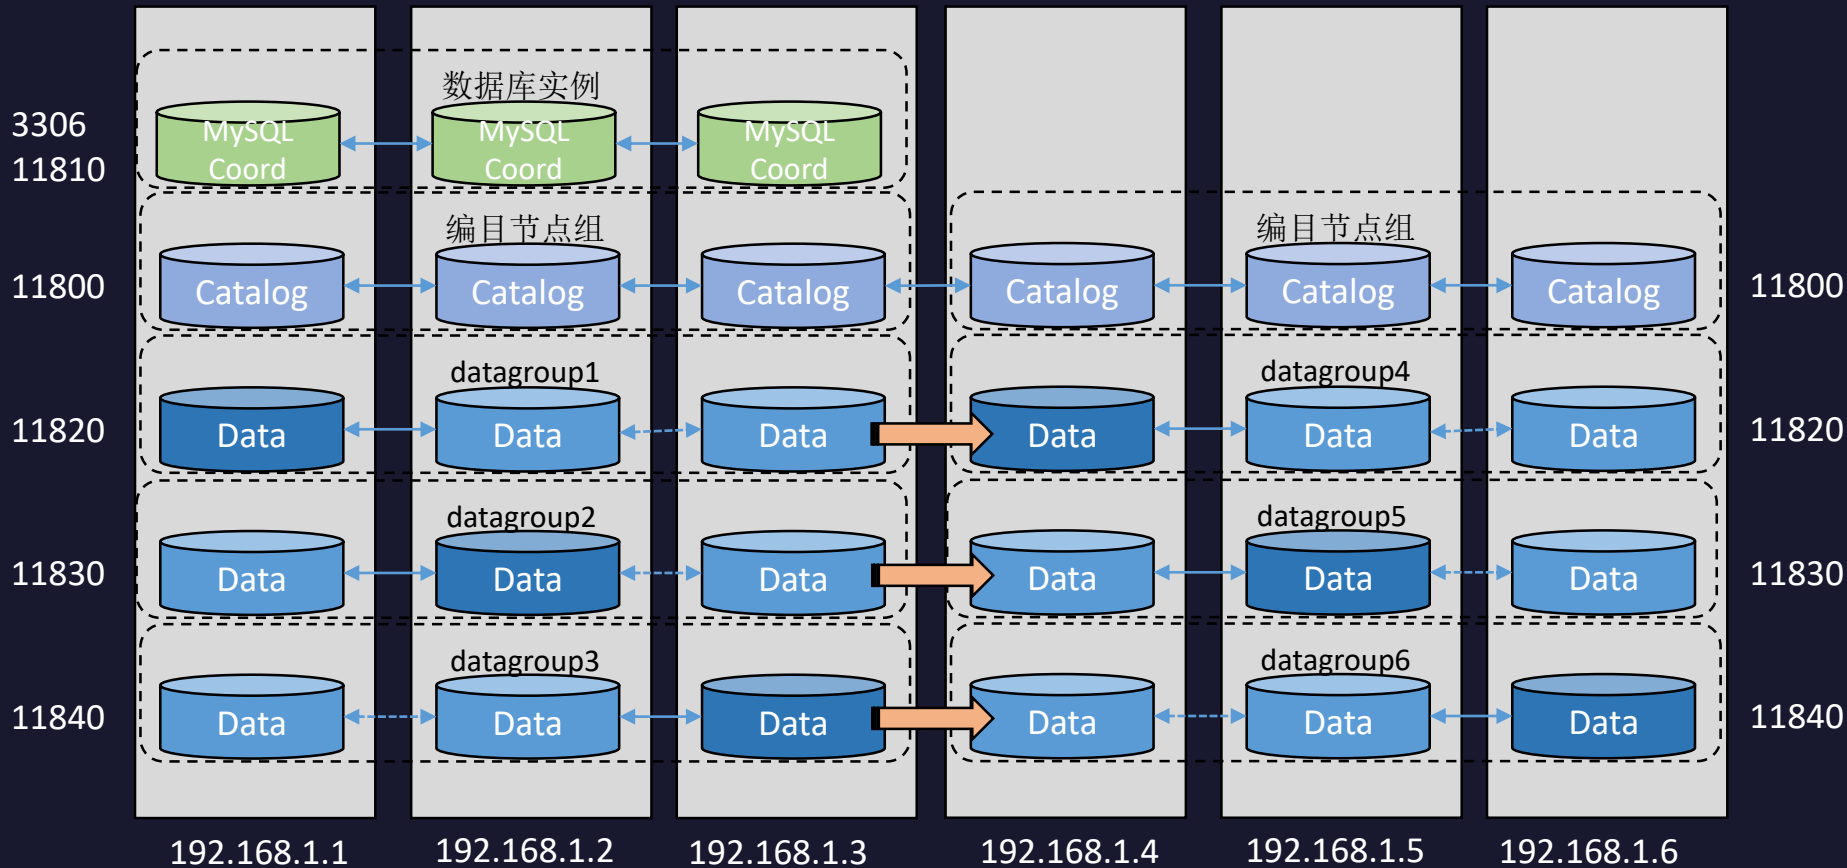 数据库实例
3306
11810
MySQL
Coord
MySQL
Coord
MySQL
Coord
编目节点组
编目节点组
11800
Catalog
Catalog
Catalog
Catalog
Catalog
Catalog
11800
datagroup1
datagroup4
11820
Data
Data
Data
Data
Data
Data
11820
datagroup2
datagroup5
11830
Data
Data
Data
Data
Data
Data
11830
datagroup3
datagroup6
11840
Data
Data
Data
Data
Data
Data
11840
192.168.1.1
192.168.1.2
192.168.1.3
192.168.1.4
192.168.1.5
192.168.1.6